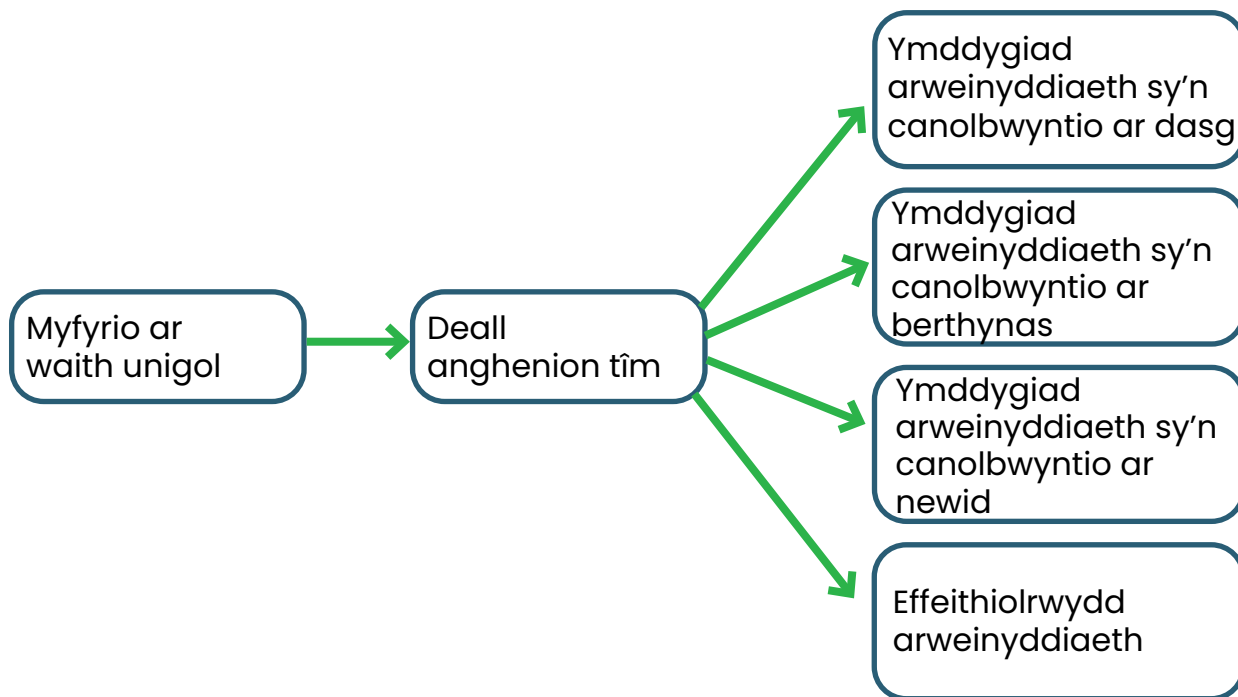 Myfyrio ar
waith unigol
Deall
anghenion tîm
Ymddygiad
arweinyddiaeth sy’n
canolbwyntio ar dasg
Ymddygiad
arweinyddiaeth sy’n
canolbwyntio ar
berthynas
Ymddygiad
arweinyddiaeth sy’n
canolbwyntio ar
newid
Effeithiolrwydd
arweinyddiaeth